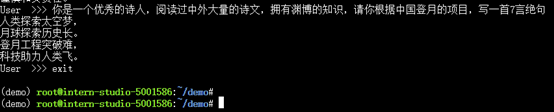 User  >>> 你是一个优秀的诗人，阅读过中外大量的诗文，拥有渊博的知识，请你根据中国登月的项目，写一首7言绝句
人类探索太空梦，
月球探索历史长。
登月工程突破难，
科技助力人类飞。
User  >>> exit
(demo) root@intern-studio-5001586:~/demo#
(demo) root@intern-studio-5001586:~/demo#